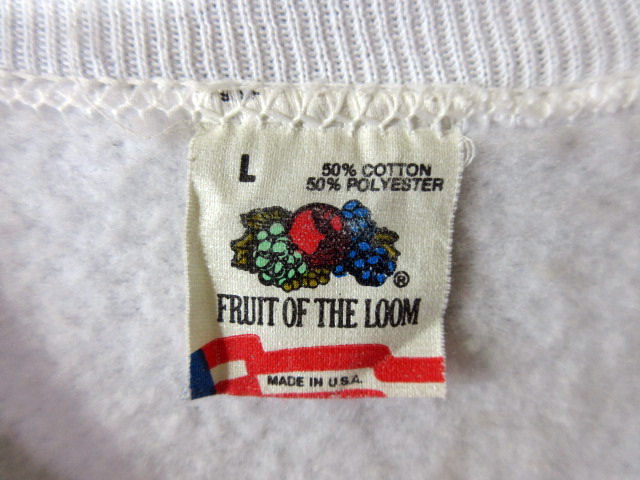 L
50% COTTON
50% POLYESTER
®
FRUIT OF THE LOOM
MADE IN U.S.A.